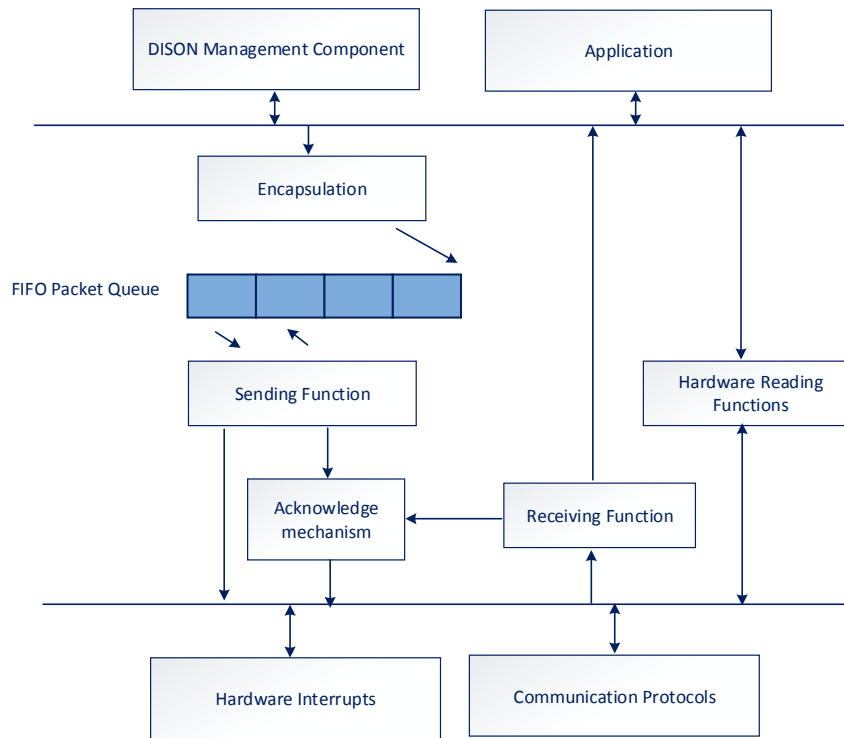 DISON Management Component
Application
Encapsulation
FIFO Packet Queue
Sending Function
Hardware Reading
Functions
Acknowledge
mechanism
Receiving Function
Hardware Interrupts
Communication Protocols